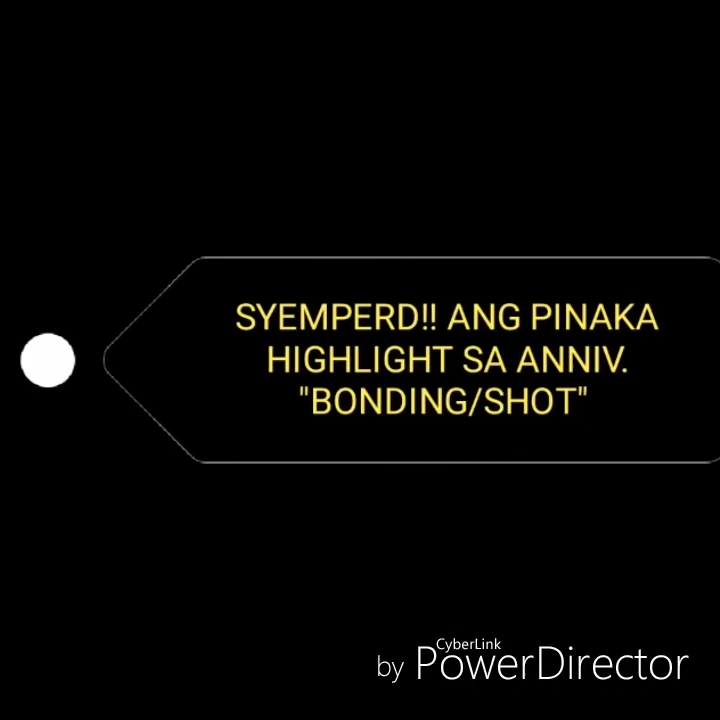 SYEMPERD!! ANG PINAKA
HIGHLIGHT SA ANNIV.
"BONDING/SHOT"
CyberLink
by PowerDirector